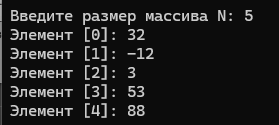 Введите размер массива N: 5
Элемент [0]: 32
Элемент [1]: -12
Элемент [2]: 3
Элемент [3]: 53
Элемент [4]: 88